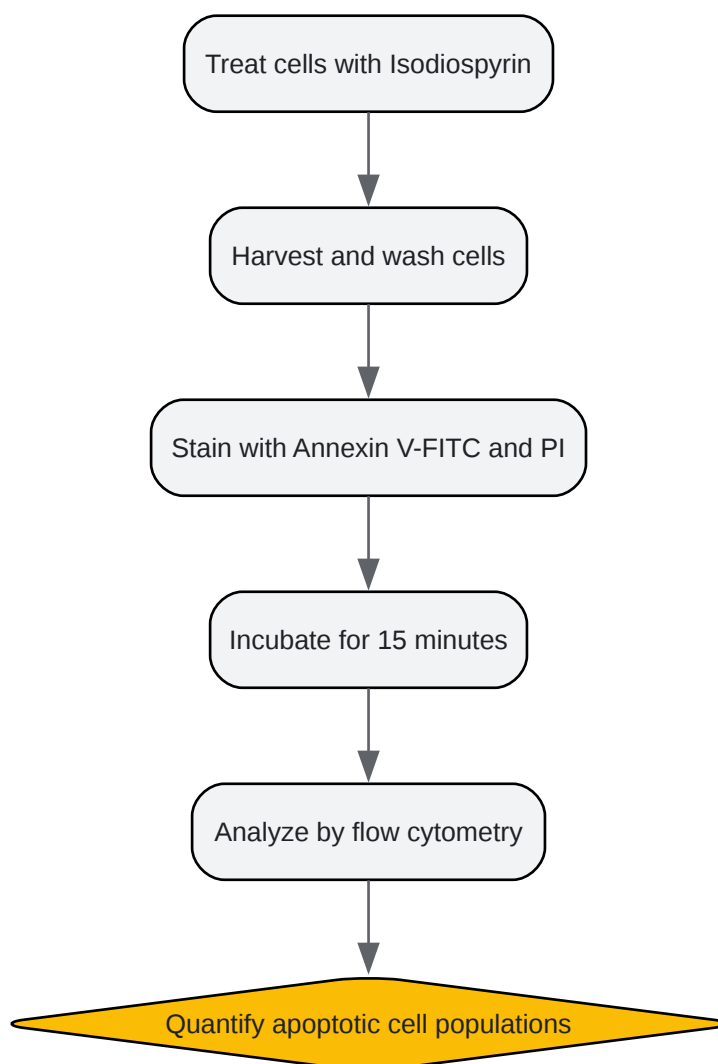 Treat cells with Isodiospyrin
Harvest and wash cells
Stain with Annexin V-FITC and PI
Incubate for 15 minutes
Analyze by flow cytometry
Quantify apoptotic cell populations